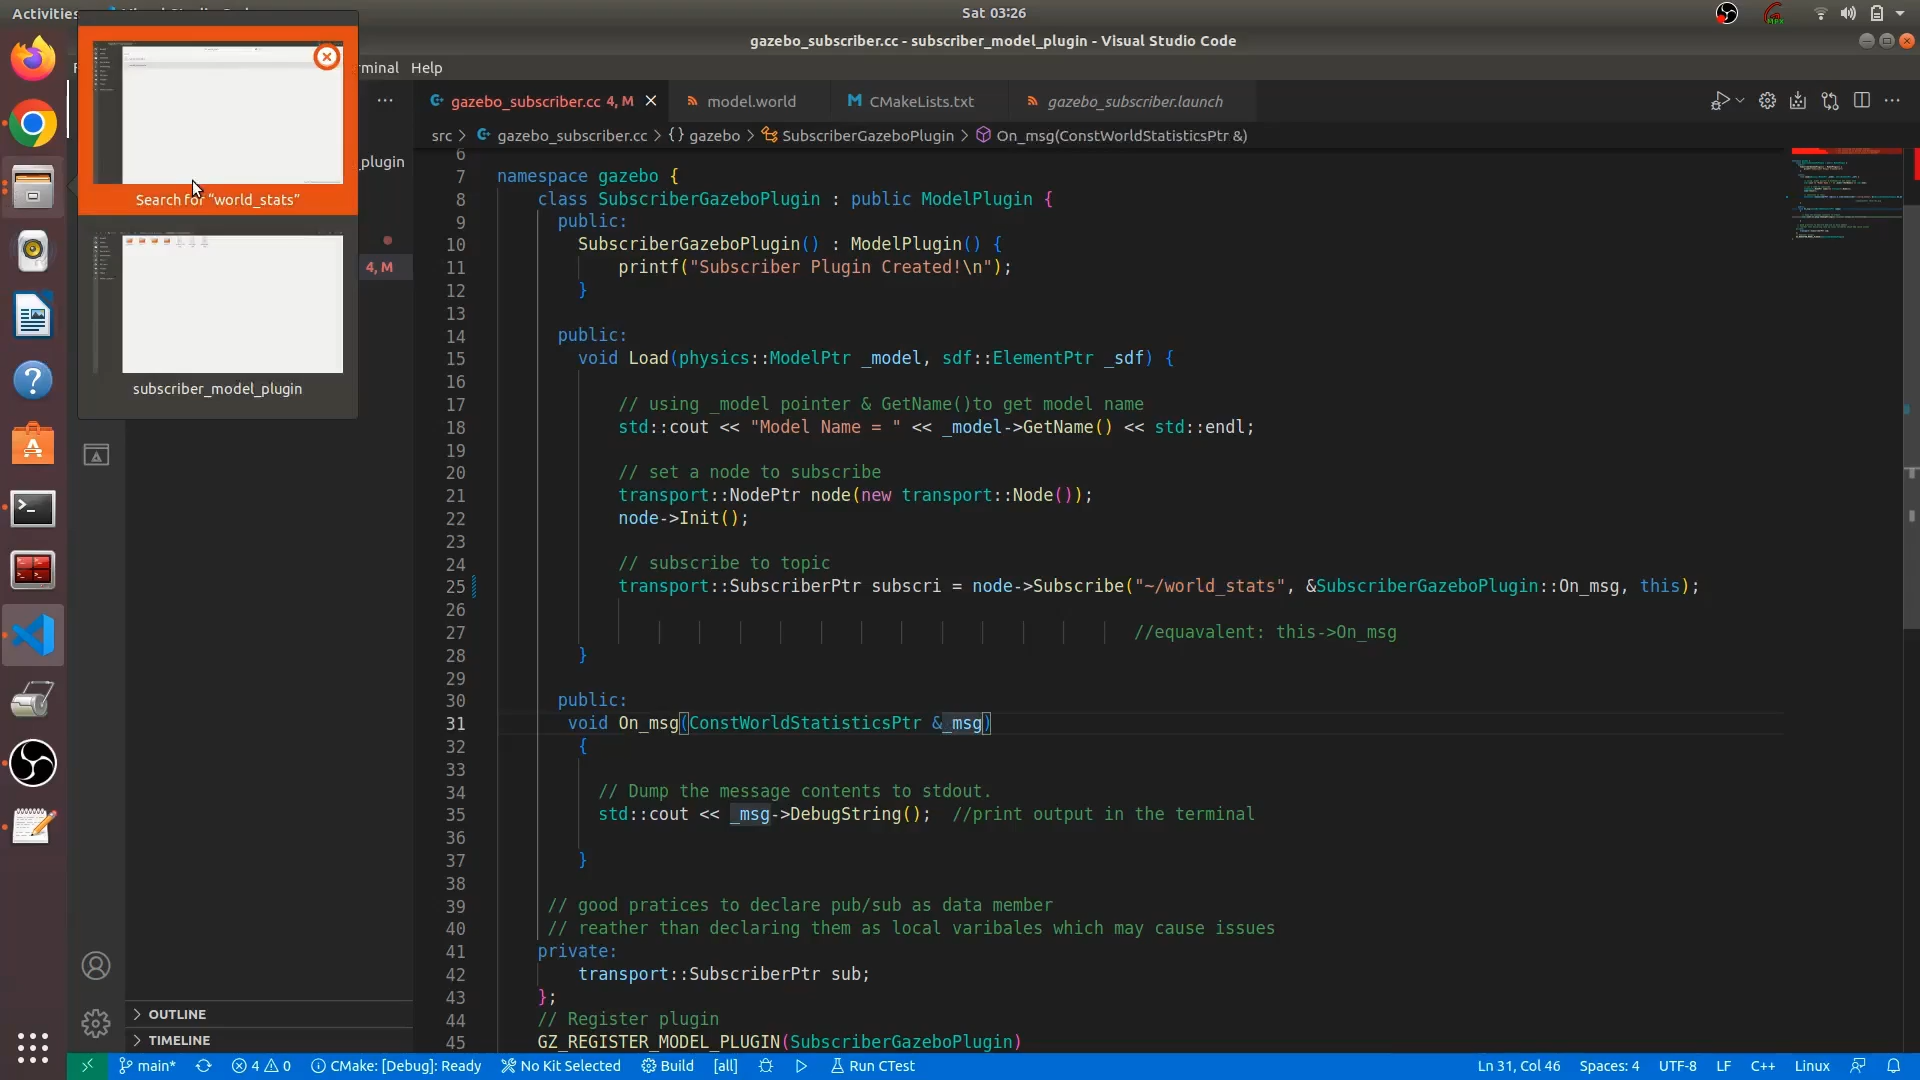 Activities
Sat 03:26
gazebo_subscriber.cc - subscriber_model_plugin - Visual Studio Code
minal Help
Search for "world_stats"
subscriber_model_plugin
_plugin
4, M
gazebo_subscriber.cc 4, M
model.world
CMakeLists.txt
gazebo_subscriber.launch
src > gazebo_subscriber.cc > {} gazebo > SubscriberGazeboPlugin > On_msg(ConstWorldStatisticsPtr &)
6
7 namespace gazebo {
8 class SubscriberGazeboPlugin : public ModelPlugin {
9 public:
10 SubscriberGazeboPlugin() : ModelPlugin() {
11 printf("Subscriber Plugin Created!\n");
12 }
13
14 public:
15 void Load(physics::ModelPtr _model, sdf::ElementPtr _sdf) {
16
17 // using _model pointer & GetName()to get model name
18 std::cout << "Model Name = " << _model->GetName() << std::endl;
19
20 // set a node to subscribe
21 transport::NodePtr node(new transport::Node());
22 node->Init();
23
24 // subscribe to topic
25 transport::SubscriberPtr subscri = node->Subscribe("~/world_stats", &SubscriberGazeboPlugin::On_msg, this);
26
27 //equavalent: this->On_msg
28 }
29
30 public:
31 void On_msg(ConstWorldStatisticsPtr &_msg)
32 {
33
34 // Dump the message contents to stdout.
35 std::cout << _msg->DebugString(); //print output in the terminal
36
37 }
38
39 // good pratices to declare pub/sub as data member
40 // reather than declaring them as local varibales which may cause issues
41 private:
42 transport::SubscriberPtr sub;
43 };
44 // Register plugin
45 GZ_REGISTER_MODEL_PLUGIN(SubscriberGazeboPlugin)
OUTLINE
TIMELINE
main* 4 0 CMake: [Debug]: Ready No Kit Selected Build [all] Run CTest Ln 31, Col 46 Spaces: 4 UTF-8 LF C++ Linux